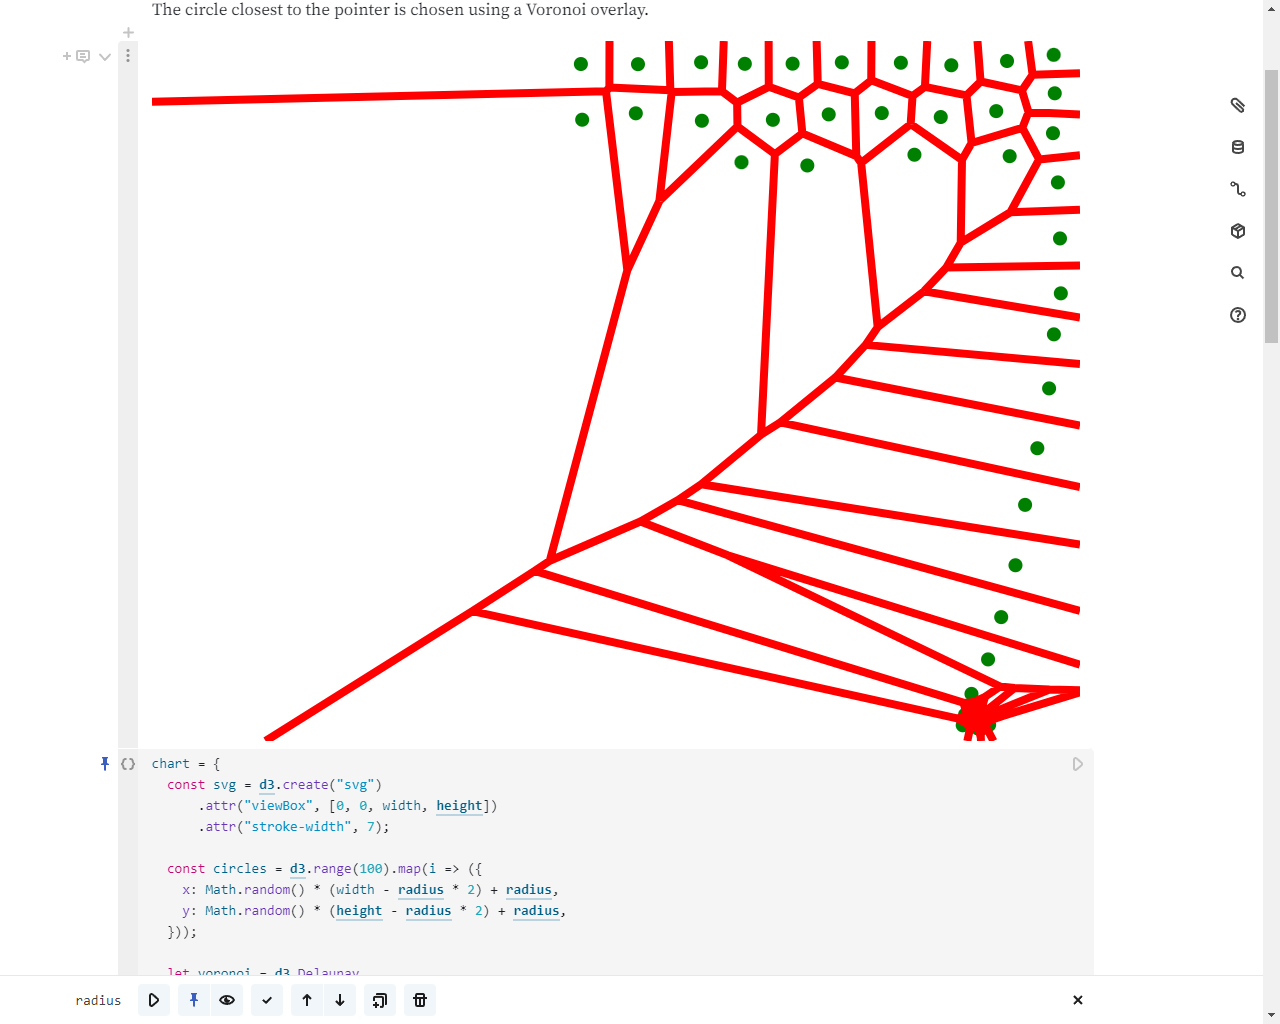 The circle closest to the pointer is chosen using a Voronoi overlay.
chart = {
const svg = d3.create("svg")
.attr("viewBox", [0, 0, width, height])
.attr("stroke-width", 7);
const circles = d3.range(100).map(i => ({
x: Math.random() * (width - radius * 2) + radius,
y: Math.random() * (height - radius * 2) + radius,
}));
let voronoi = d3.Delaunay
radius